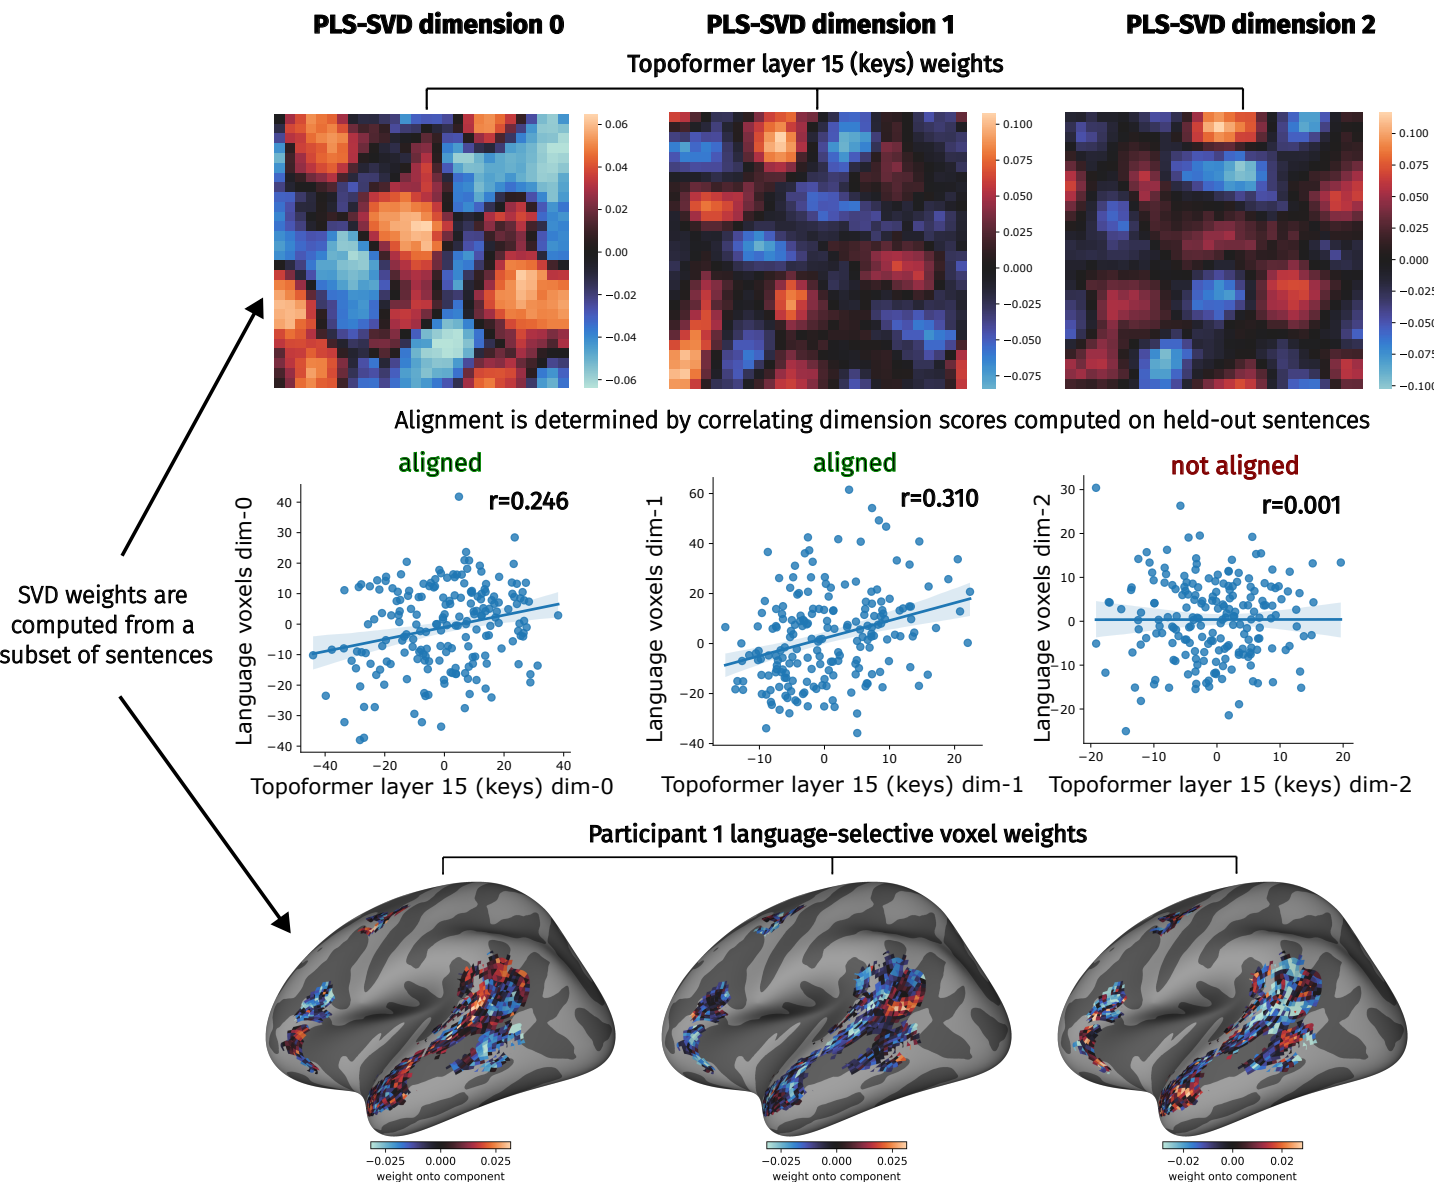 PLS-SVD dimension 0
PLS-SVD dimension 1
PLS-SVD dimension 2
Topoformer layer 15 (keys) weights
0.06
0.04
0.02
0.00
−0.02
−0.04
−0.06
0.100
0.075
0.050
0.025
0.000
−0.025
−0.050
−0.075
0.100
0.075
0.050
0.025
0.000
−0.025
−0.050
−0.075
−0.100
Alignment is determined by correlating dimension scores computed on held-out sentences
aligned
r=0.246
Language voxels dim-0
40
30
20
10
0
−10
−20
−30
−40
−40
−20
0
20
40
Topoformer layer 15 (keys) dim-0
aligned
r=0.310
Language voxels dim-1
60
40
20
0
−20
−40
−10
0
10
20
Topoformer layer 15 (keys) dim-1
not aligned
r=0.001
Language voxels dim-2
30
20
10
0
−10
−20
−20
−10
0
10
20
Topoformer layer 15 (keys) dim-2
SVD weights are
computed from a
subset of sentences
Participant 1 language-selective voxel weights
−0.025 0.000 0.025
weight onto component
−0.025 0.000 0.025
weight onto component
−0.02 0.00 0.02
weight onto component